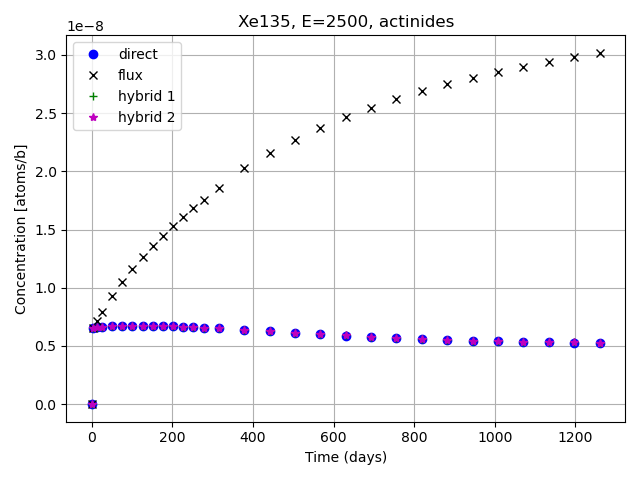 Xe135, E=2500, actinides
1e−8
direct
flux
hybrid 1
hybrid 2
3.0
2.5
2.0
1.5
1.0
0.5
0.0
Concentration [atoms/b]
0 200 400 600 800 1000 1200
Time (days)